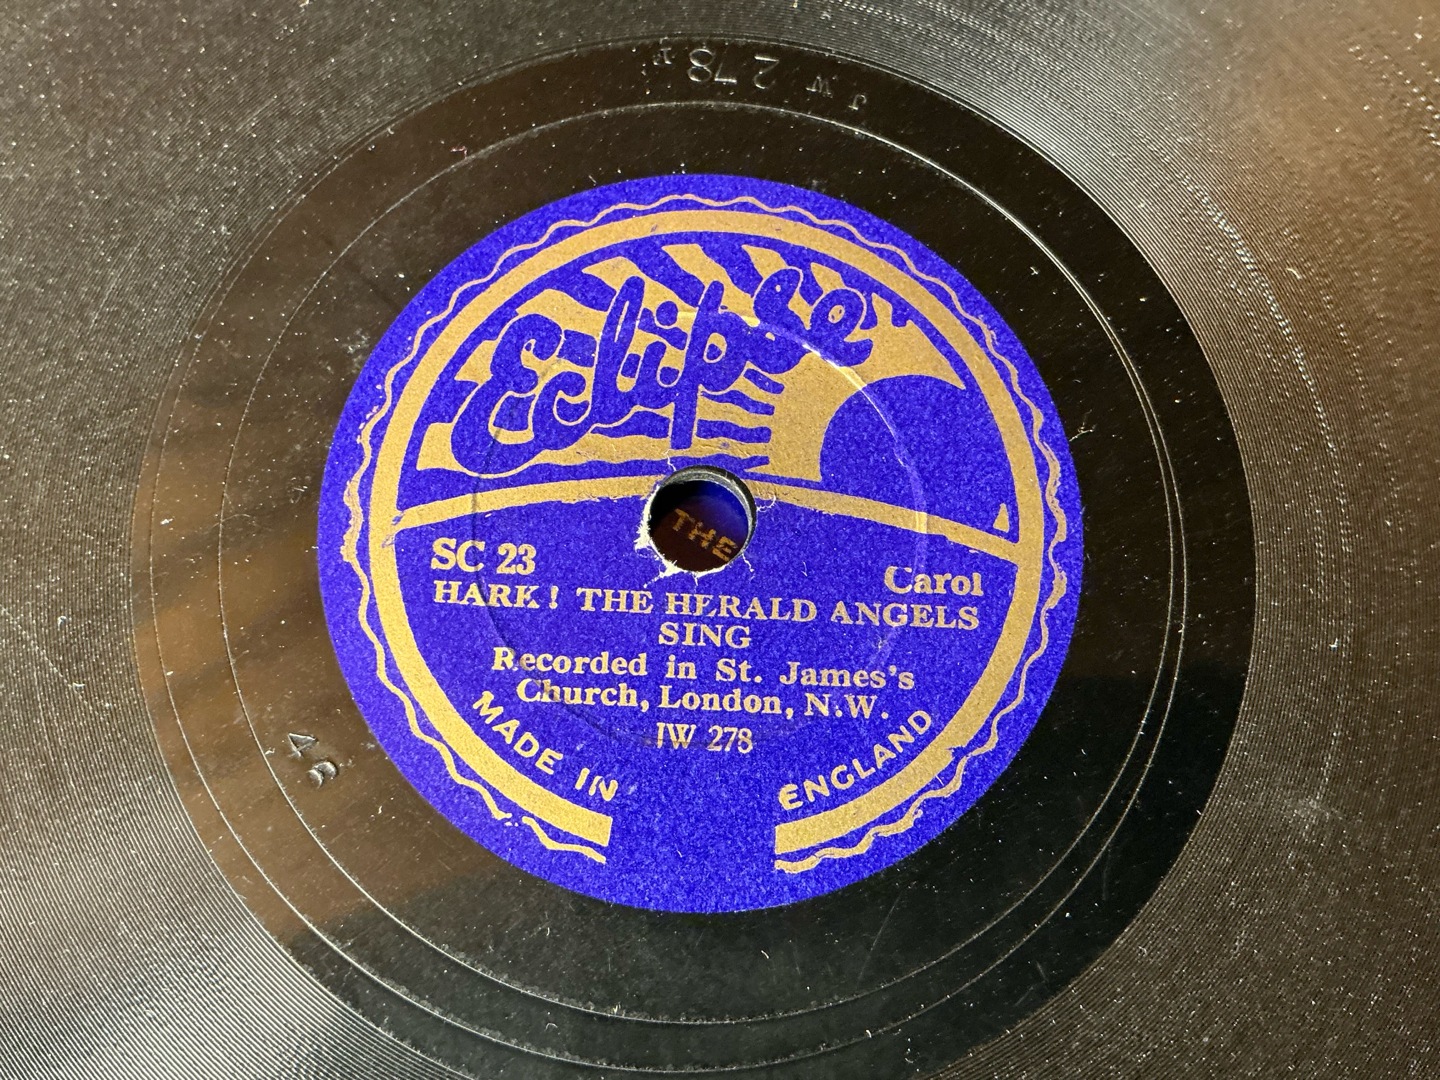 J W 278
Eclipse
THE
SC 23
Carol
HARK! THE HERALD ANGELS
SING
Recorded in St. James's
Church, London, N.W.
JW 278
MADE IN
ENGLAND